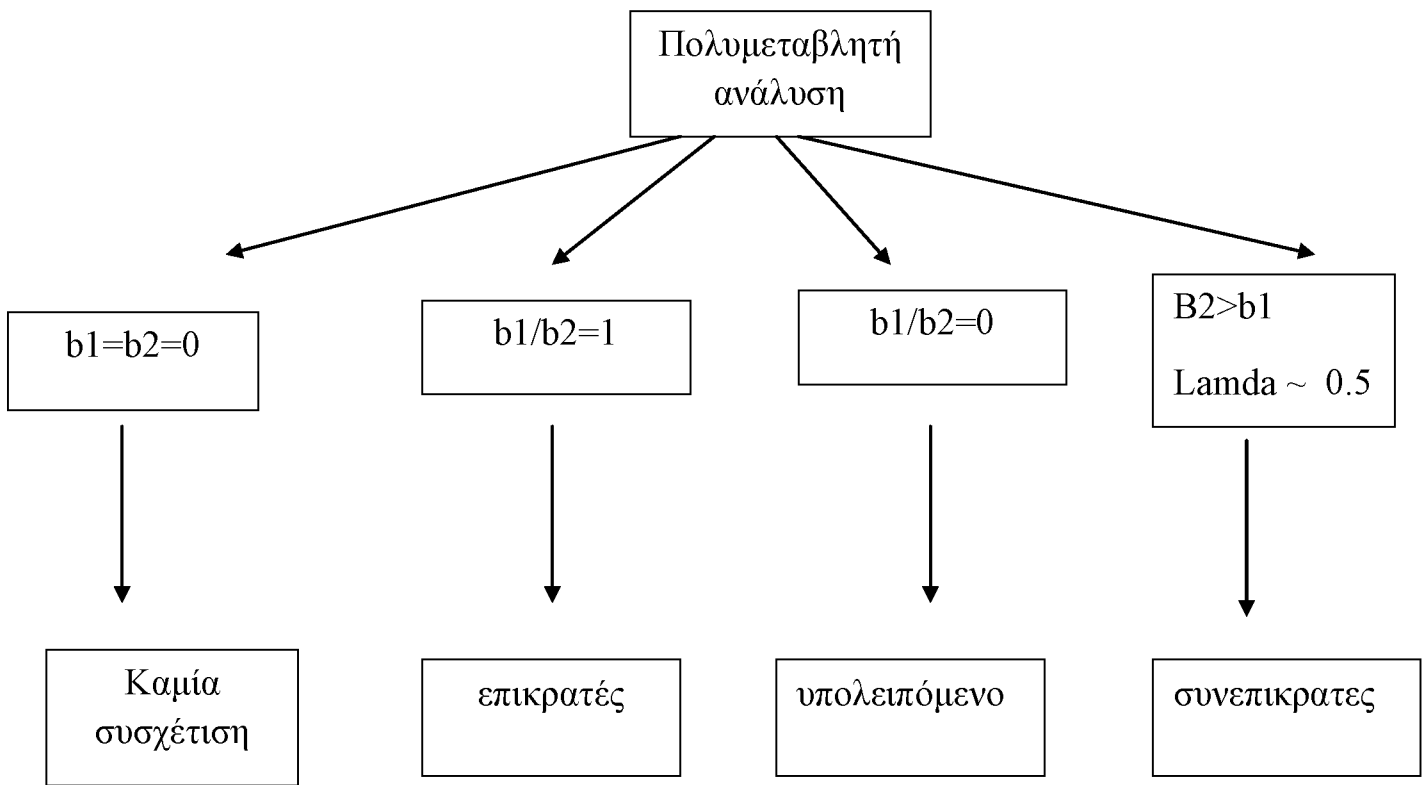 Πολυμεταβλητή
ανάλυση
b1=b2=0
b1/b2=1
b1/b2=0
B2>b1
Lamda ~ 0.5
Καμία
συσχέτιση
επικρατές
υπολειπόμενο
συνεπικρατες